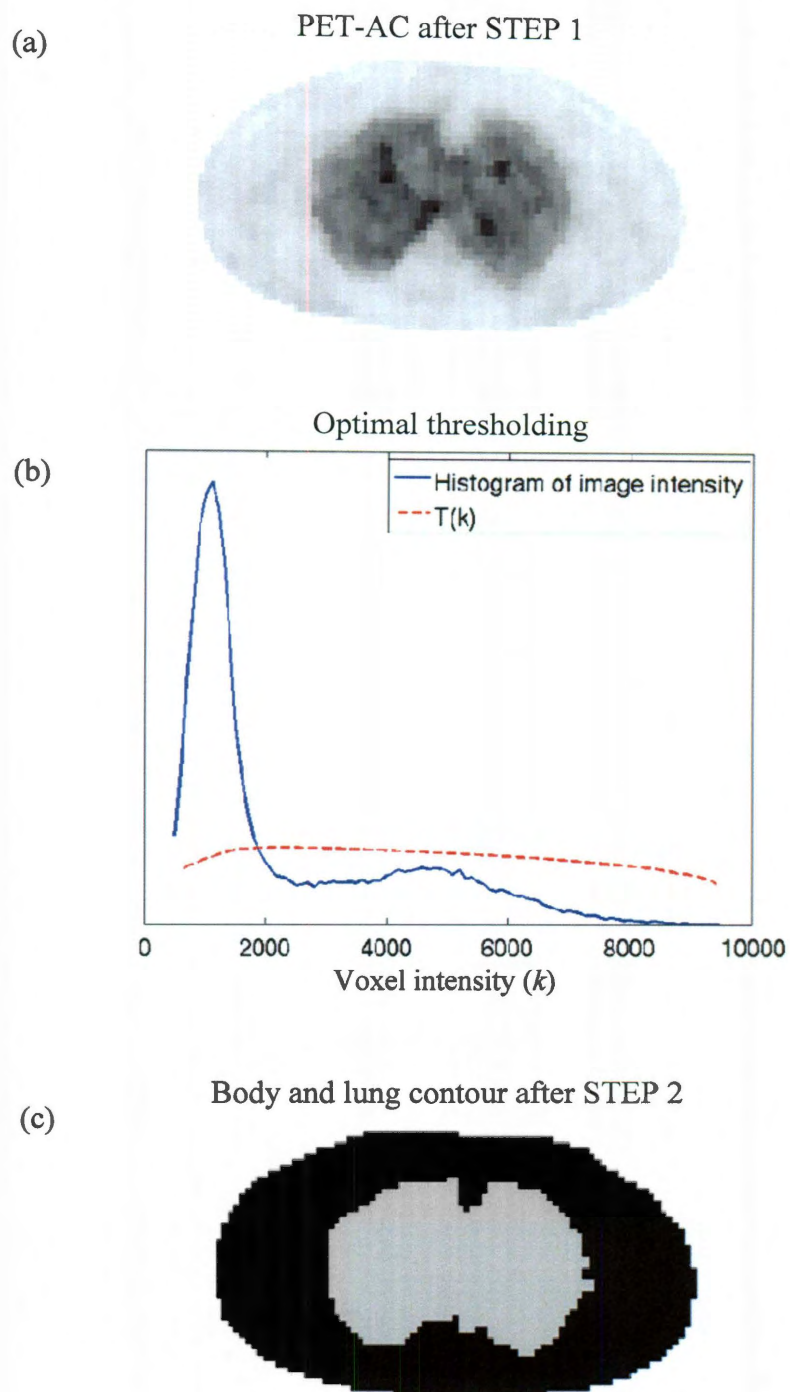 (a)
PET-AC after STEP 1
Optimal thresholding
(b)
Histogram of image intensity
T(k)
0 2000 4000 6000 8000 10000
Voxel intensity (k)
Body and lung contour after STEP 2
(c)